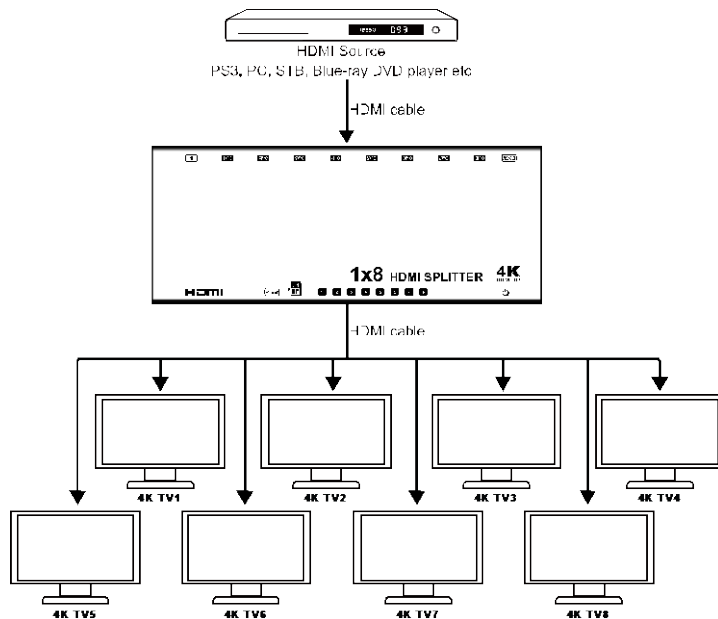 093
HDMI Source
PS3, PC, STB, Blue-ray DVD player etc
HDMI cable
1x8 HDMI SPLITTER
4K
HDMI
HDMI cable
4K TV1
4K TV2
4K TV3
4K TV4
4K TV5
4K TV6
4K TV7
4K TV8